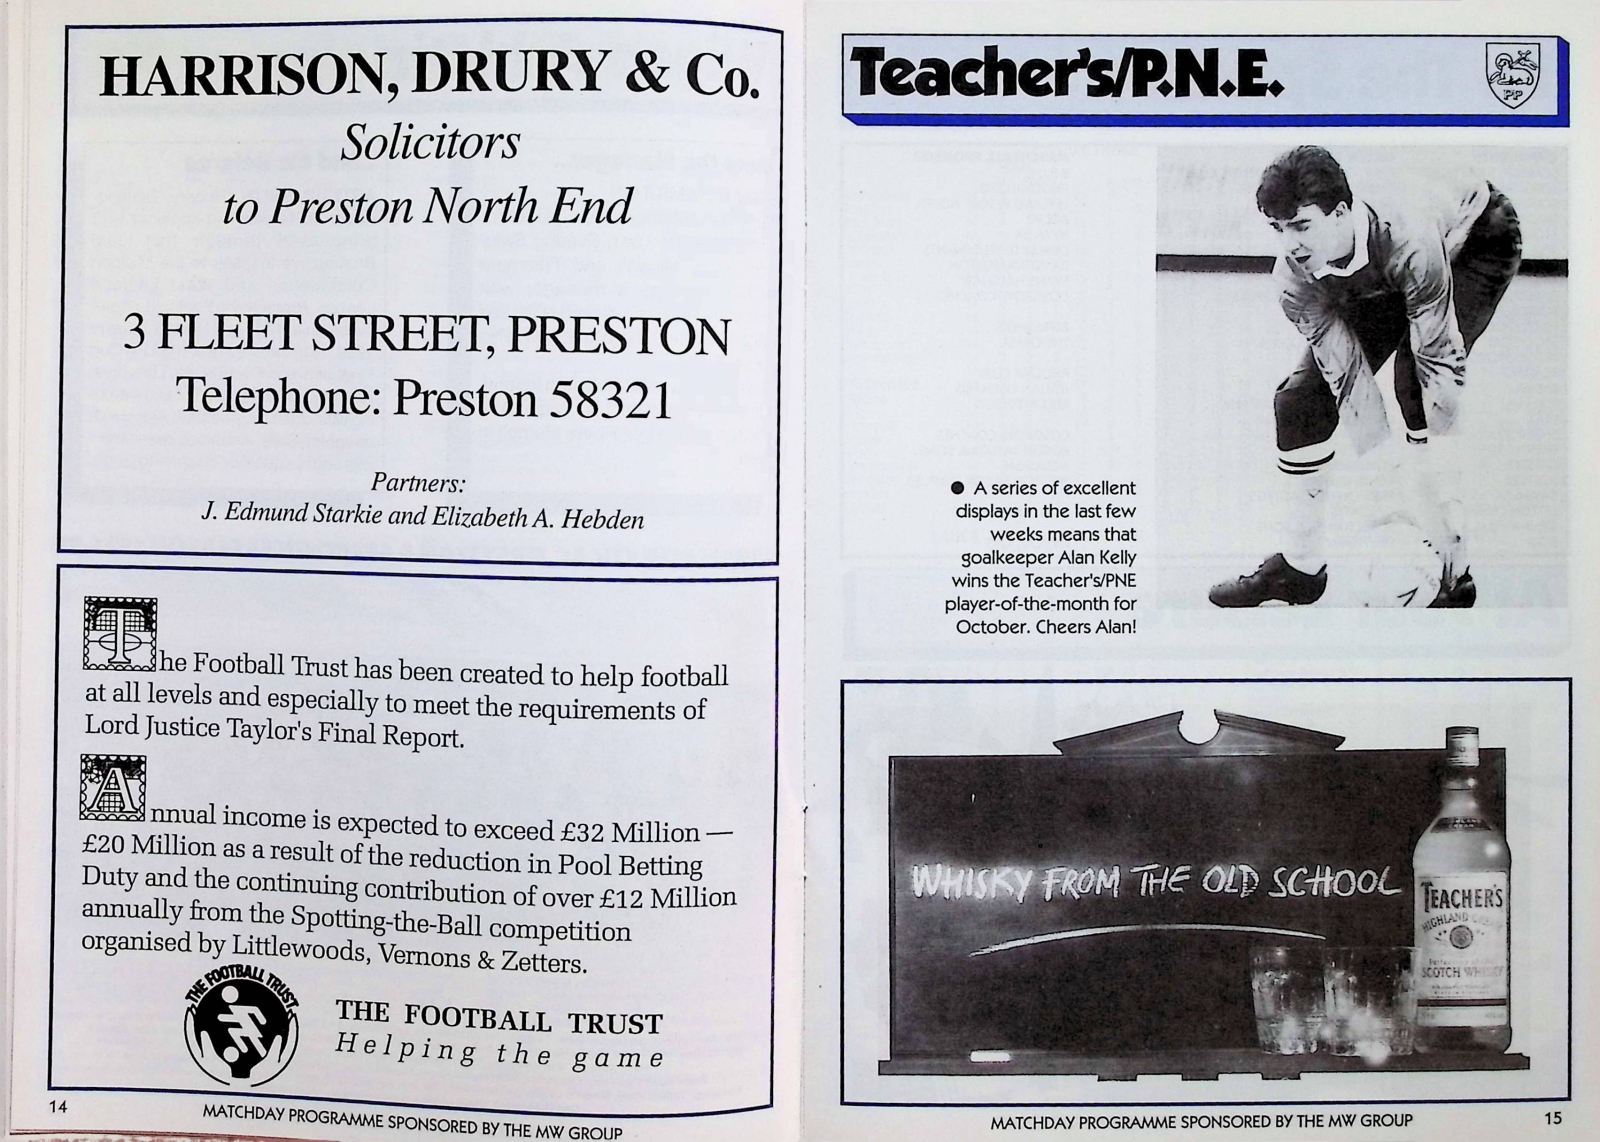 HARRISON, DRURY & Co.
Solicitors
to Preston North End
3 FLEET STREET, PRESTON
Telephone: Preston 58321
Partners:
J. Edmund Starkie and Elizabeth A. Hebden
The Football Trust has been created to help football
at all levels and especially to meet the requirements of
Lord Justice Taylor's Final Report.
Annual income is expected to exceed £32 Million —
£20 Million as a result of the reduction in Pool Betting
Duty and the continuing contribution of over £12 Million
annually from the Spotting-the-Ball competition
organised by Littlewoods, Vernons & Zetters.
THE FOOTBALL TRUST
THE FOOTBALL TRUST
Helping the game
14
MATCHDAY PROGRAMME SPONSORED BY THE MW GROUP
Teacher's/P.N.E.
PP
● A series of excellent
displays in the last few
weeks means that
goalkeeper Alan Kelly
wins the Teacher's/PNE
player-of-the-month for
October. Cheers Alan!
WHISKY FROM THE OLD SCHOOL
TEACHER'S
HIGHLAND CREAM
SCOTCH WHISKY
MATCHDAY PROGRAMME SPONSORED BY THE MW GROUP
15